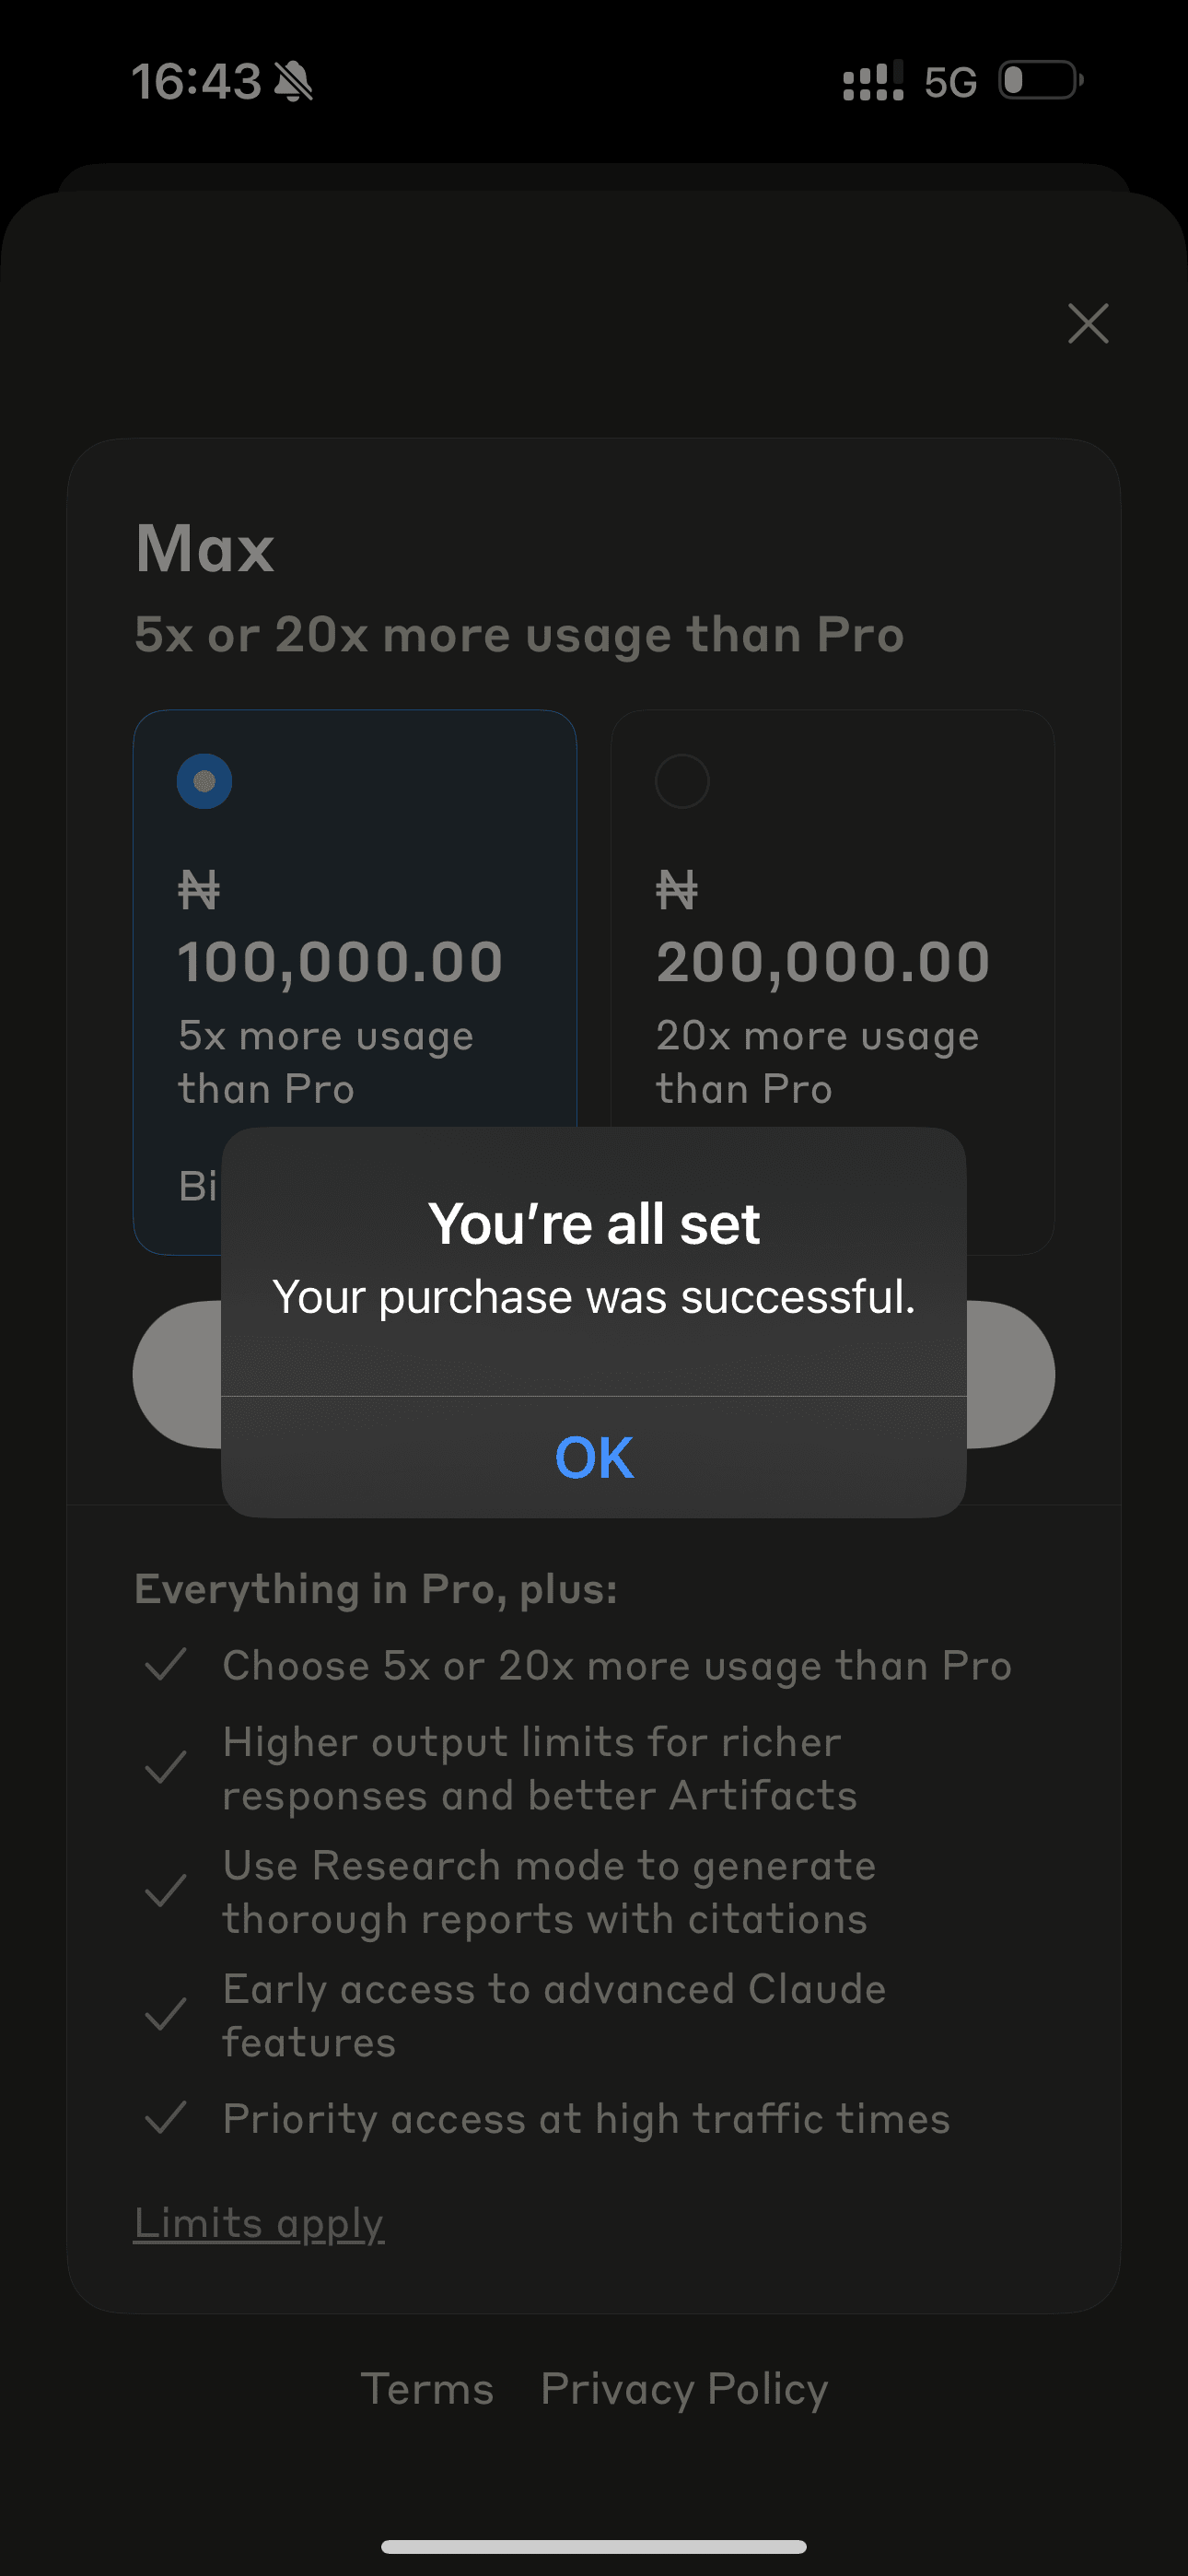 16:43 5G
Max
5x or 20x more usage than Pro
₦
100,000.00
5x more usage
than Pro
Bi
₦
200,000.00
20x more usage
than Pro
You’re all set
Your purchase was successful.
OK
Everything in Pro, plus:
Choose 5x or 20x more usage than Pro
Higher output limits for richer
responses and better Artifacts
Use Research mode to generate
thorough reports with citations
Early access to advanced Claude
features
Priority access at high traffic times
Limits apply
Terms Privacy Policy